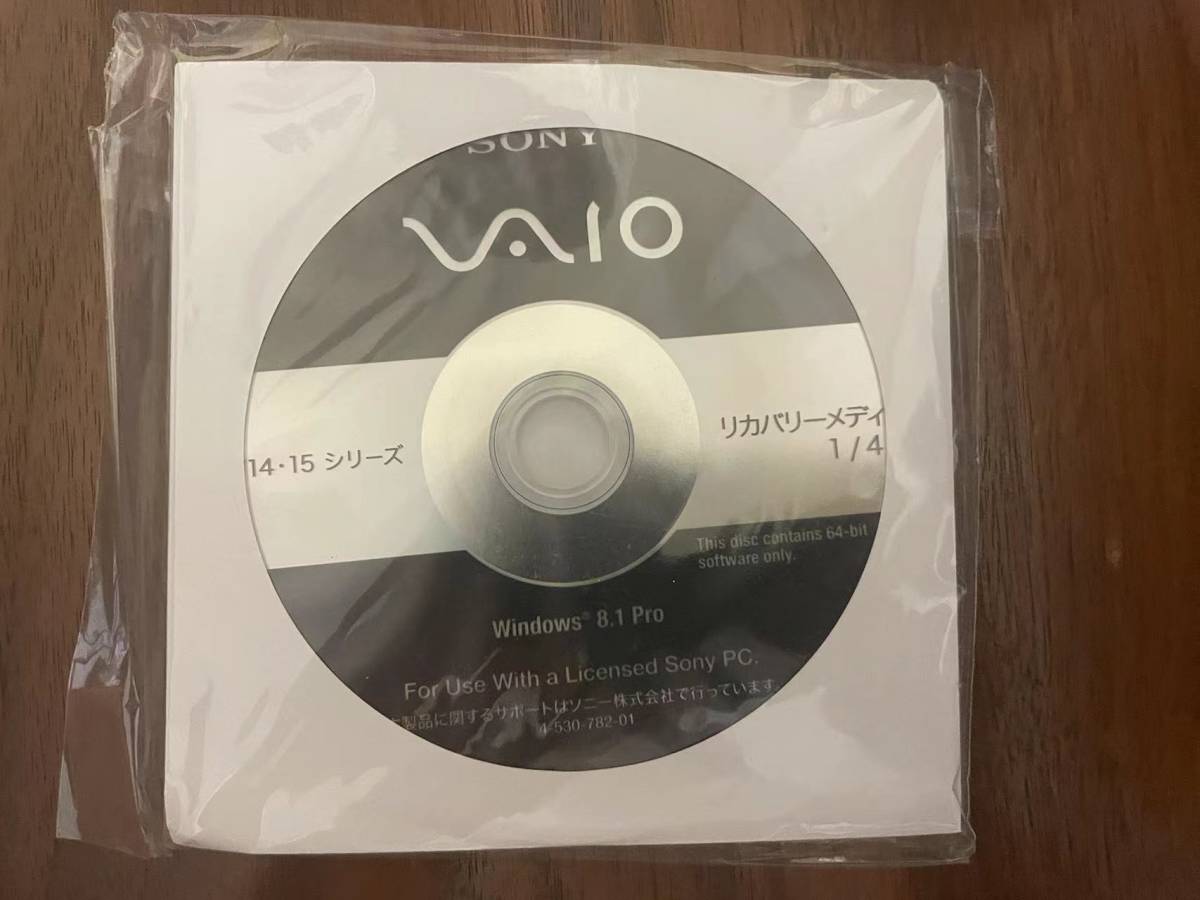 SONY
VAIO
14・15 シリーズ
リカバリーメディ
1/4
This disc contains 64-bit
software only.
Windows® 8.1 Pro
For Use With a Licensed Sony PC.
製品に関するサポートはソニー株式会社で行っています。
4-530-782-01